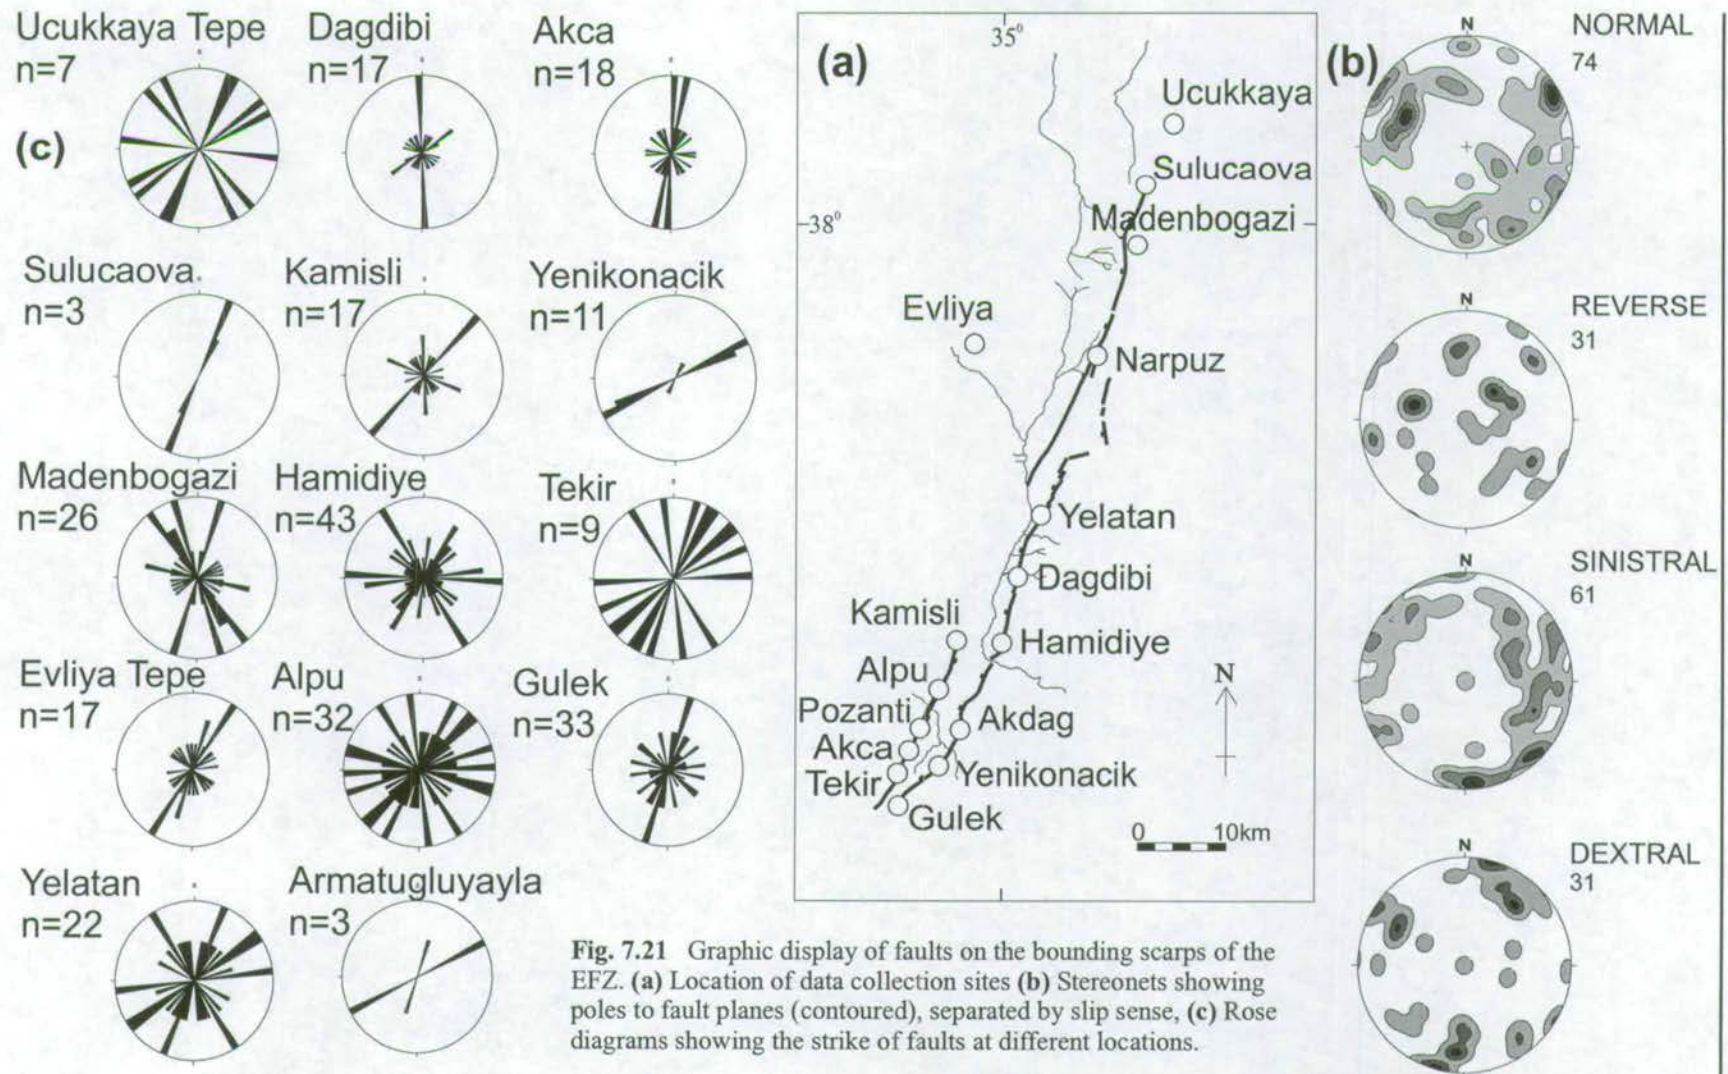 Ucukkaya Tepe
n=7
Dagdibi
n=17
Akca
n=18
(c)
Sulucaova
n=3
Kamisli
n=17
Yenikonacik
n=11
Madenbogazi
n=26
Hamidiye
n=43
Tekir
n=9
Evliya Tepe
n=17
Alpu
n=32
Gulek
n=33
Yelatan
n=22
Armatugluyayla
n=3
(a)
35⁰
Ucukkaya
Sulucaova
38⁰
Madenbogazi
Evliya
Narpuz
Yelatan
Dagdibi
Kamisli
Hamidiye
Alpu
N
Pozanti
Akdag
Akca
Yenikonacik
Tekir
Gulek
0 10km
(b)
N
NORMAL
74
N
REVERSE
31
N
SINISTRAL
61
N
DEXTRAL
31
Fig. 7.21 Graphic display of faults on the bounding scarps of the
EFZ. (a) Location of data collection sites (b) Stereonets showing
poles to fault planes (contoured), separated by slip sense, (c) Rose
diagrams showing the strike of faults at different locations.